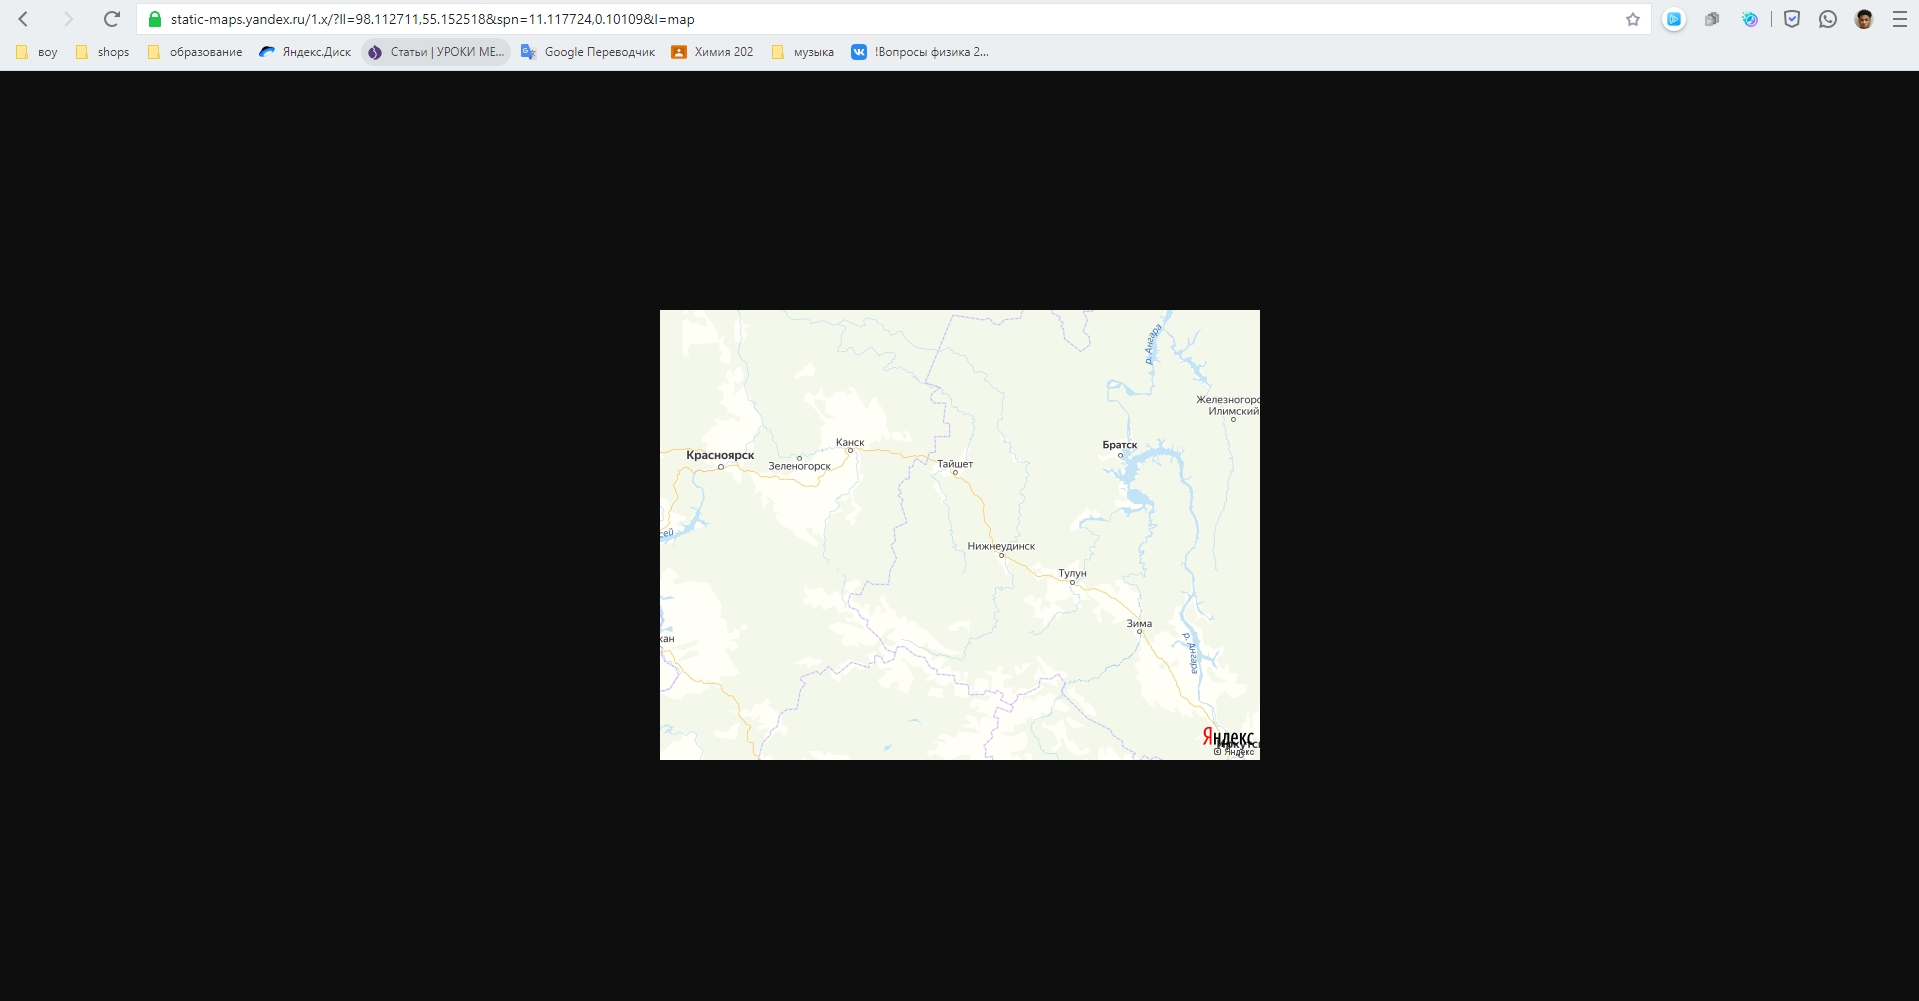 static-maps.yandex.ru/1.x/?ll=98.112711,55.152518&spn=11.117724,0.10109&l=map
воу
shops
образование
Яндекс.Диск
Статьи | УРОКИ МЕ...
Google Переводчик
Химия 202
музыка
!Вопросы физика 2...
р. Ангара
Железногорс
Илимский
Канск
Братск
Красноярск
Зеленогорск
Тайшет
сей
Нижнеудинск
Тулун
Зима
кан
р. Ангара
Яндекс
© Яндекс